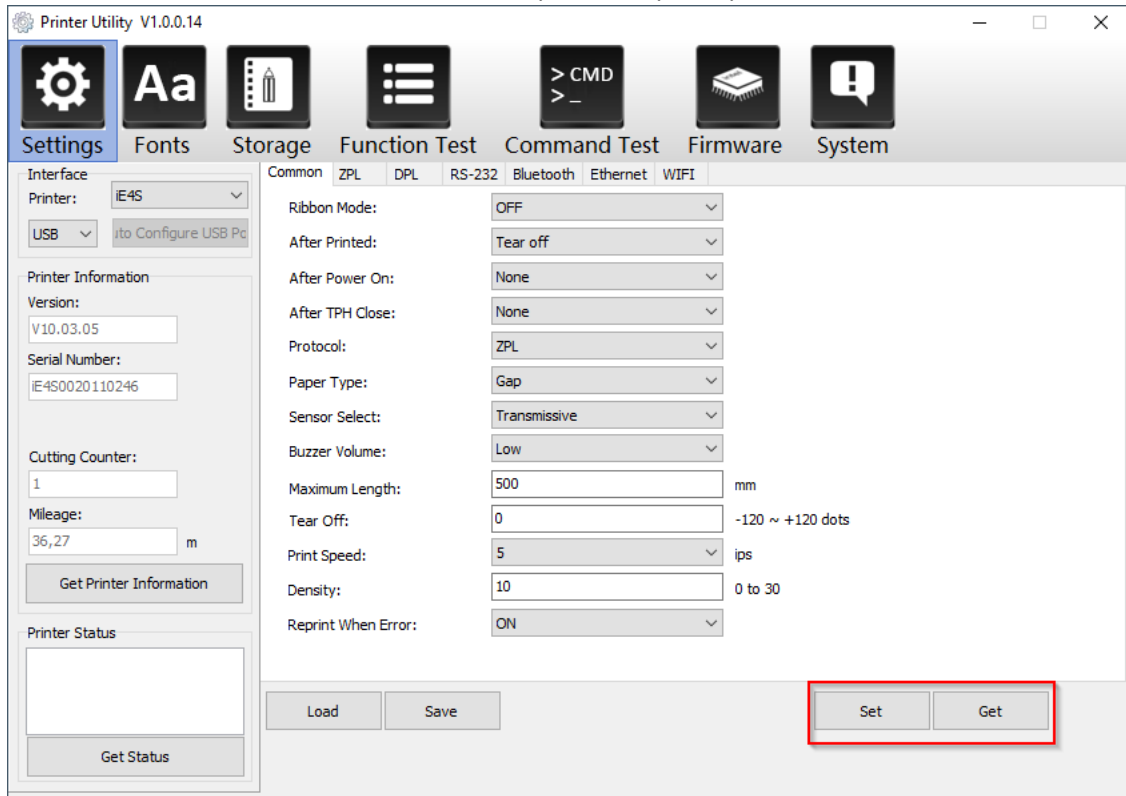 Printer Utility V1.0.0.14
Aa
> CMD
>_
Settings Fonts Storage Function Test Command Test Firmware System
Interface
Printer: iE4S
USB
Configure USB
Printer Information
Version:
V10.03.05
Serial Number:
iE4S0020110246
Cutting Counter:
1
Mileage:
36,27 m
Get Printer Information
Printer Status
Get Status
Common ZPL DPL RS-232 Bluetooth Ethernet WIFI
Ribbon Mode: OFF
After Printed: Tear off
After Power On: None
After TPH Close: None
Protocol: ZPL
Paper Type: Gap
Sensor Select: Transmissive
Buzzer Volume: Low
Maximum Length: 500 mm
Tear Off: 0 -120 ~ +120 dots
Print Speed: 5 ips
Density: 10 0 to 30
Reprint When Error: ON
Load Save Set Get